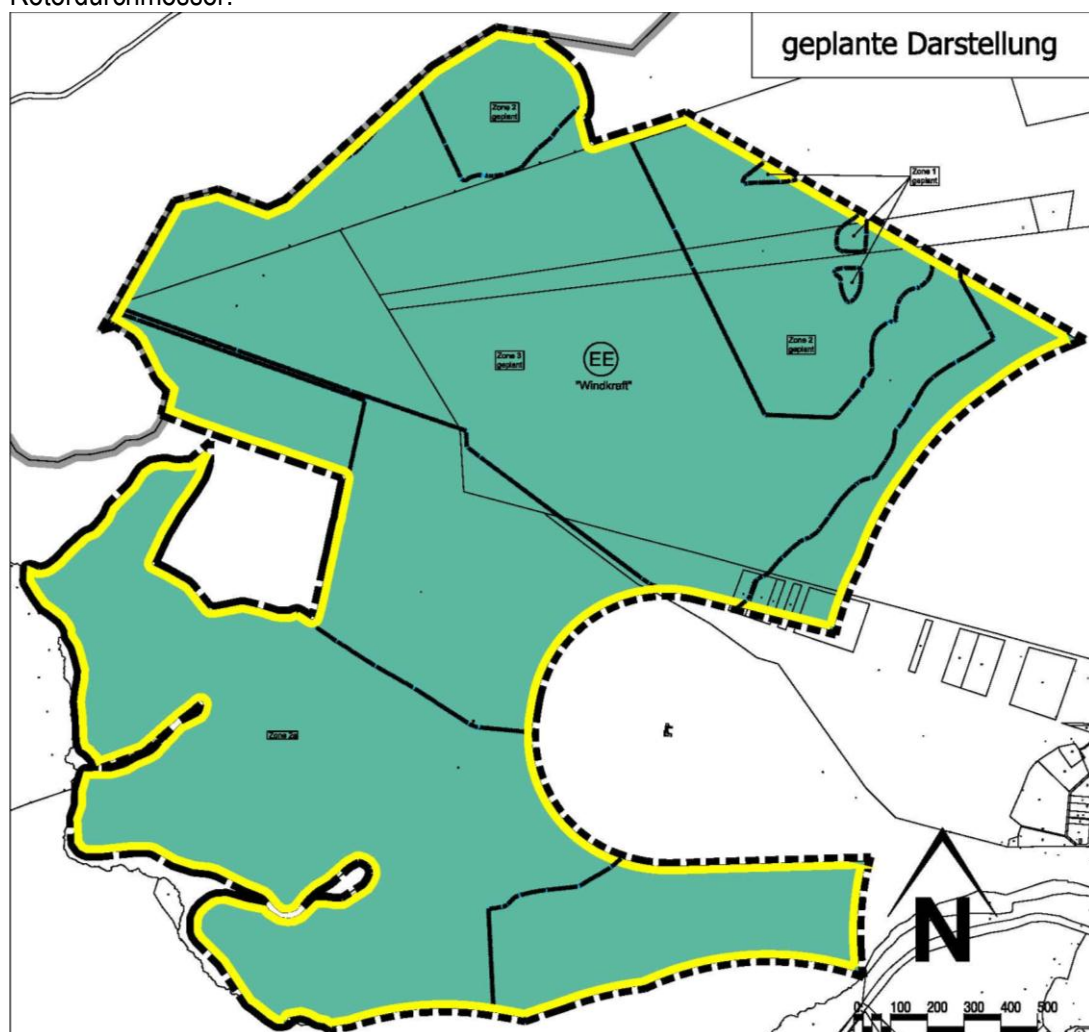 Rotordurchmesser.
geplante Darstellung
Zone 2
geplant
Zone 1
geplant
Zone 3
geplant
EE
"Windkraft"
Zone 2
geplant
N
0 100 200 300 400 500